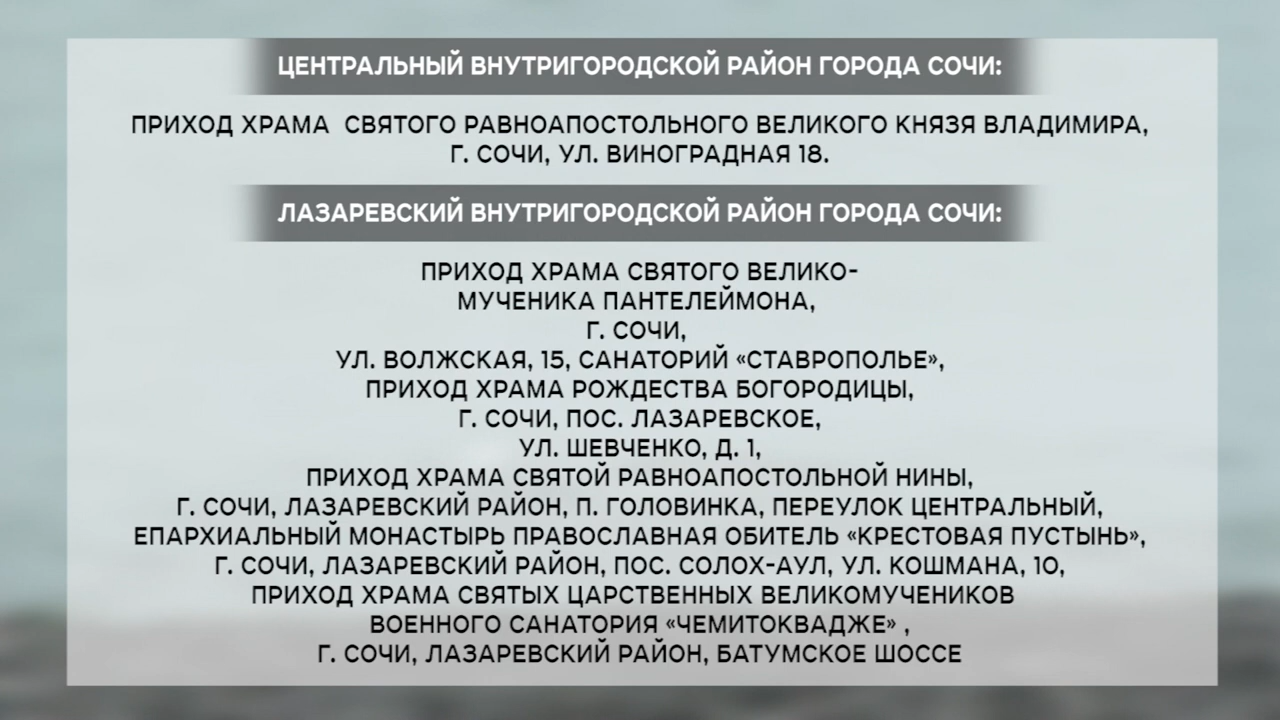 ЦЕНТРАЛЬНЫЙ ВНУТРИГОРОДСКОЙ РАЙОН ГОРОДА СОЧИ:
ПРИХОД ХРАМА СВЯТОГО РАВНОАПОСТОЛЬНОГО ВЕЛИКОГО КНЯЗЯ ВЛАДИМИРА,
Г. СОЧИ, УЛ. ВИНОГРАДНАЯ 18.
ЛАЗАРЕВСКИЙ ВНУТРИГОРОДСКОЙ РАЙОН ГОРОДА СОЧИ:
ПРИХОД ХРАМА СВЯТОГО ВЕЛИКО-
МУЧЕНИКА ПАНТЕЛЕЙМОНА,
Г. СОЧИ,
УЛ. ВОЛЖСКАЯ, 15, САНАТОРИЙ «СТАВРОПОЛЬЕ»,
ПРИХОД ХРАМА РОЖДЕСТВА БОГОРОДИЦЫ,
Г. СОЧИ, ПОС. ЛАЗАРЕВСКОЕ,
УЛ. ШЕВЧЕНКО, Д. 1,
ПРИХОД ХРАМА СВЯТОЙ РАВНОАПОСТОЛЬНОЙ НИНЫ,
Г. СОЧИ, ЛАЗАРЕВСКИЙ РАЙОН, П. ГОЛОВИНКА, ПЕРЕУЛОК ЦЕНТРАЛЬНЫЙ,
ЕПАРХИАЛЬНЫЙ МОНАСТЫРЬ ПРАВОСЛАВНАЯ ОБИТЕЛЬ «КРЕСТОВАЯ ПУСТЫНЬ»,
Г. СОЧИ, ЛАЗАРЕВСКИЙ РАЙОН, ПОС. СОЛОХ-АУЛ, УЛ. КОШМАНА, 10,
ПРИХОД ХРАМА СВЯТЫХ ЦАРСТВЕННЫХ ВЕЛИКОМУЧЕНИКОВ
ВОЕННОГО САНАТОРИЯ «ЧЕМИТОКВАДЖЕ» ,
Г. СОЧИ, ЛАЗАРЕВСКИЙ РАЙОН, БАТУМСКОЕ ШОССЕ